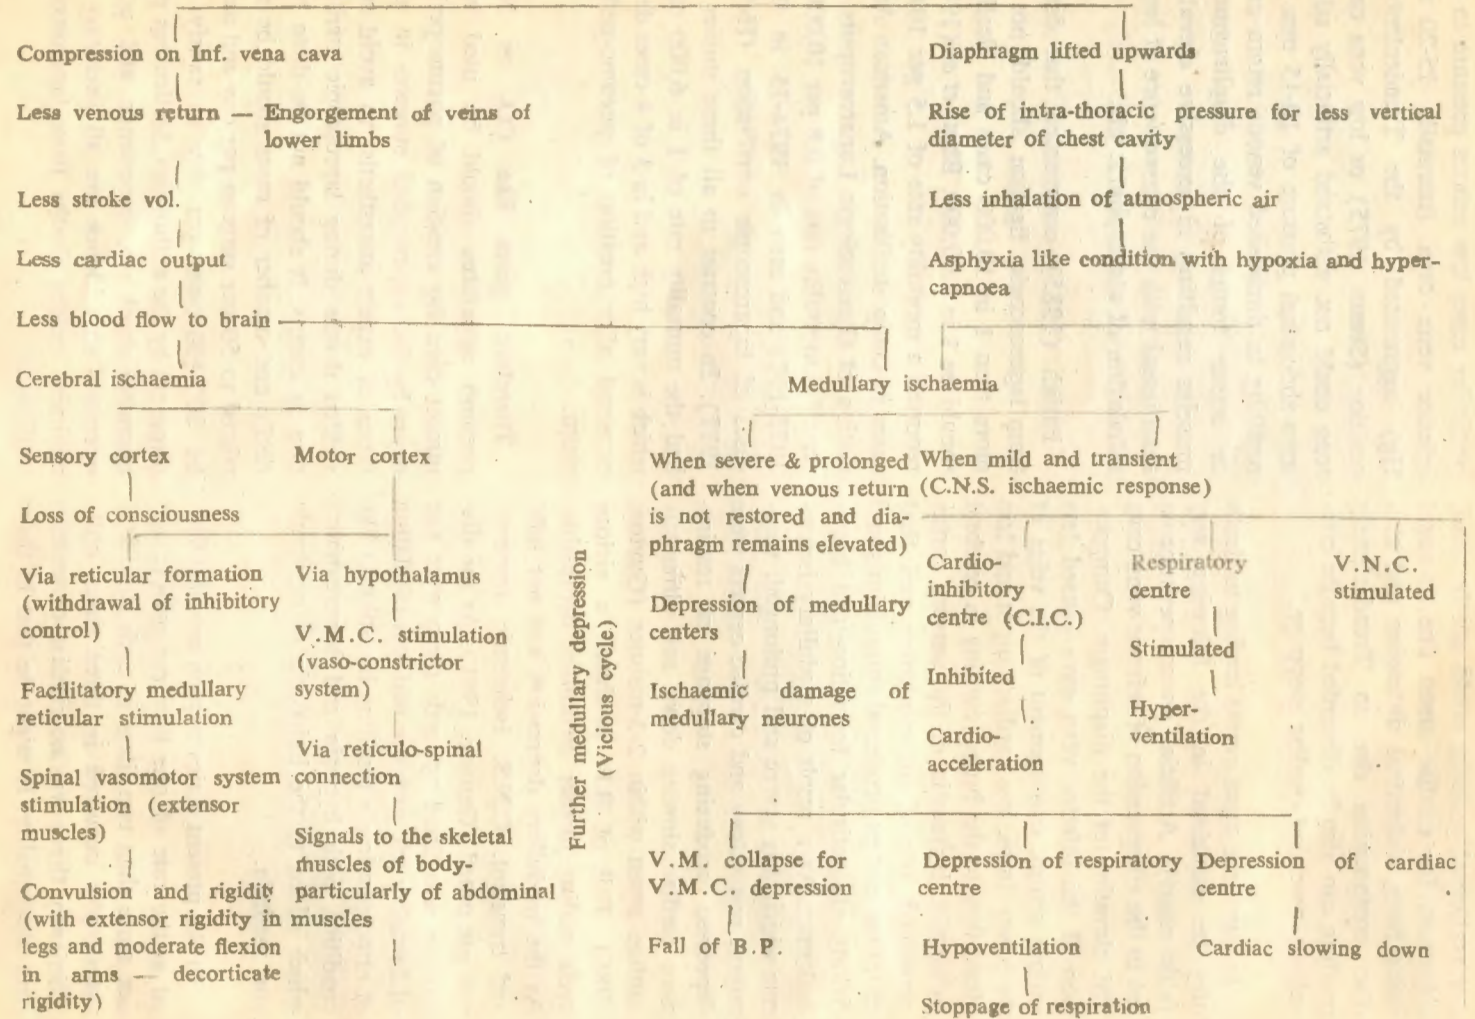 Compression on Inf. vena cava
Less venous return — Engorgement of veins of
lower limbs
Less stroke vol.
Less cardiac output
Less blood flow to brain
Cerebral ischaemia
Diaphragm lifted upwards
Rise of intra-thoracic pressure for less vertical
diameter of chest cavity
Less inhalation of atmospheric air
Asphyxia like condition with hypoxia and hyper-
capnoea
Medullary ischaemia
Sensory cortex
Loss of consciousness
Motor cortex
Via reticular formation
(withdrawal of inhibitory
control)
Facilitatory medullary
reticular stimulation
Spinal vasomotor system
stimulation (extensor
muscles)
Convulsion and rigidity
(with extensor rigidity in
legs and moderate flexion
in arms — decorticate
rigidity)
Via hypothalamus
V.M.C. stimulation
(vaso-constrictor
system)
Via reticulo-spinal
connection
Signals to the skeletal
muscles of body-
particularly of abdominal
muscles
Further medullary depression
(Vicious cycle)
When severe & prolonged
(and when venous return
is not restored and dia-
phragm remains elevated)
Depression of medullary
centers
Ischaemic damage of
medullary neurones
When mild and transient
(C.N.S. ischaemic response)
Cardio-
inhibitory
centre (C.I.C.)
Inhibited
Cardio-
acceleration
Respiratory
centre
Stimulated
Hyper-
ventilation
V.N.C.
stimulated
V.M. collapse for
V.M.C. depression
Fall of B.P.
Depression of respiratory
centre
Hypoventilation
Stoppage of respiration
Depression of cardiac
centre
Cardiac slowing down